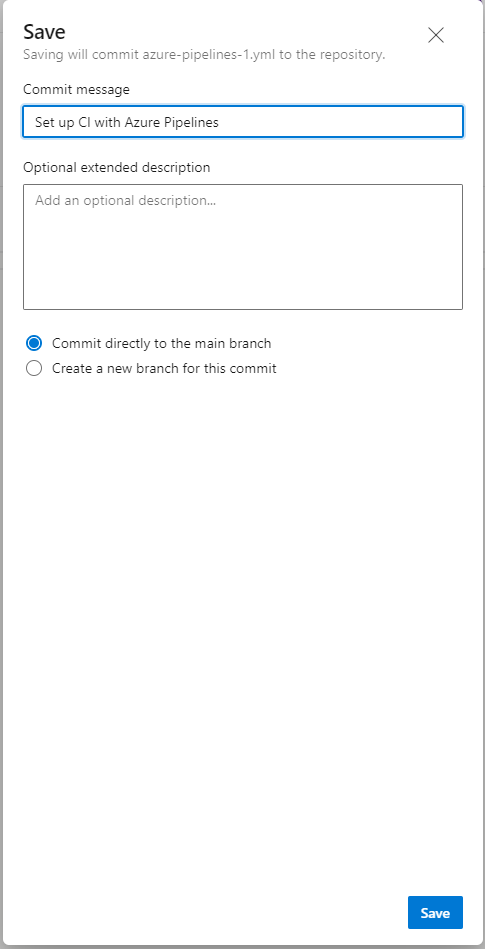 Save
Saving will commit azure-pipelines-1.yml to the repository.
Commit message
Set up CI with Azure Pipelines
Optional extended description
Add an optional description...
Commit directly to the main branch
Create a new branch for this commit
Save